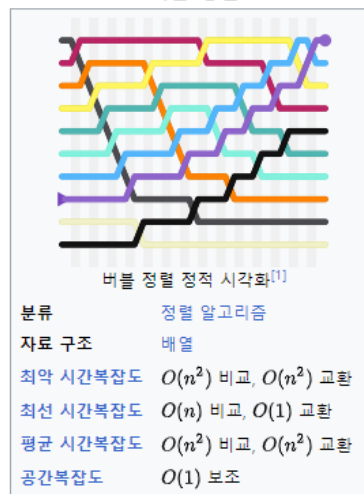 버블 정렬 정적 시각화[1]
분류 정렬 알고리즘
자료 구조 배열
최악 시간복잡도 O(n²) 비교, O(n²) 교환
최선 시간복잡도 O(n) 비교, O(1) 교환
평균 시간복잡도 O(n²) 비교, O(n²) 교환
공간복잡도 O(1) 보조